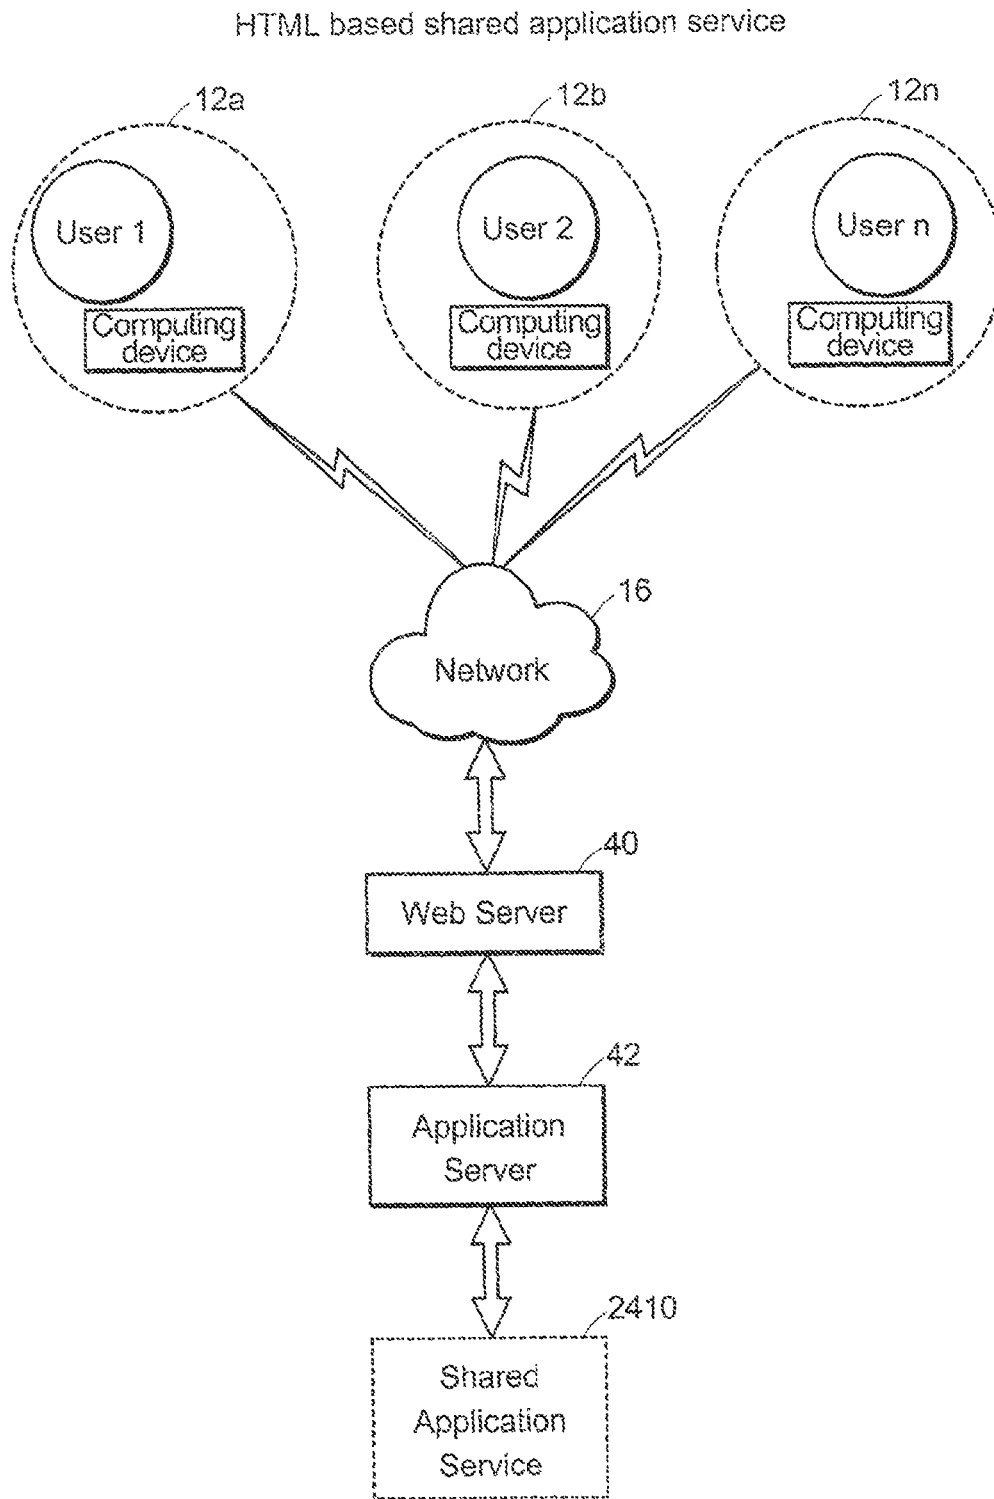 HTML based shared application service
12a
12b
12n
User 1
User 2
User n
Computing
device
Computing
device
Computing
device
16
Network
40
Web Server
42
Application
Server
2410
Shared
Application
Service